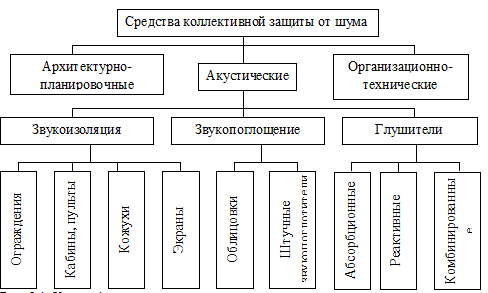 Средства коллективной защиты от шума
Архитектурно-
планировочные
Акустические
Организационно-
технические
Звукоизоляция
Звукопоглощение
Глушители
Ограждения
Кабины, пульты
Кожухи
Экраны
Облицовки
Штучные
звукопоглотители
Абсорбционные
Реактивные
Комбинированны
е